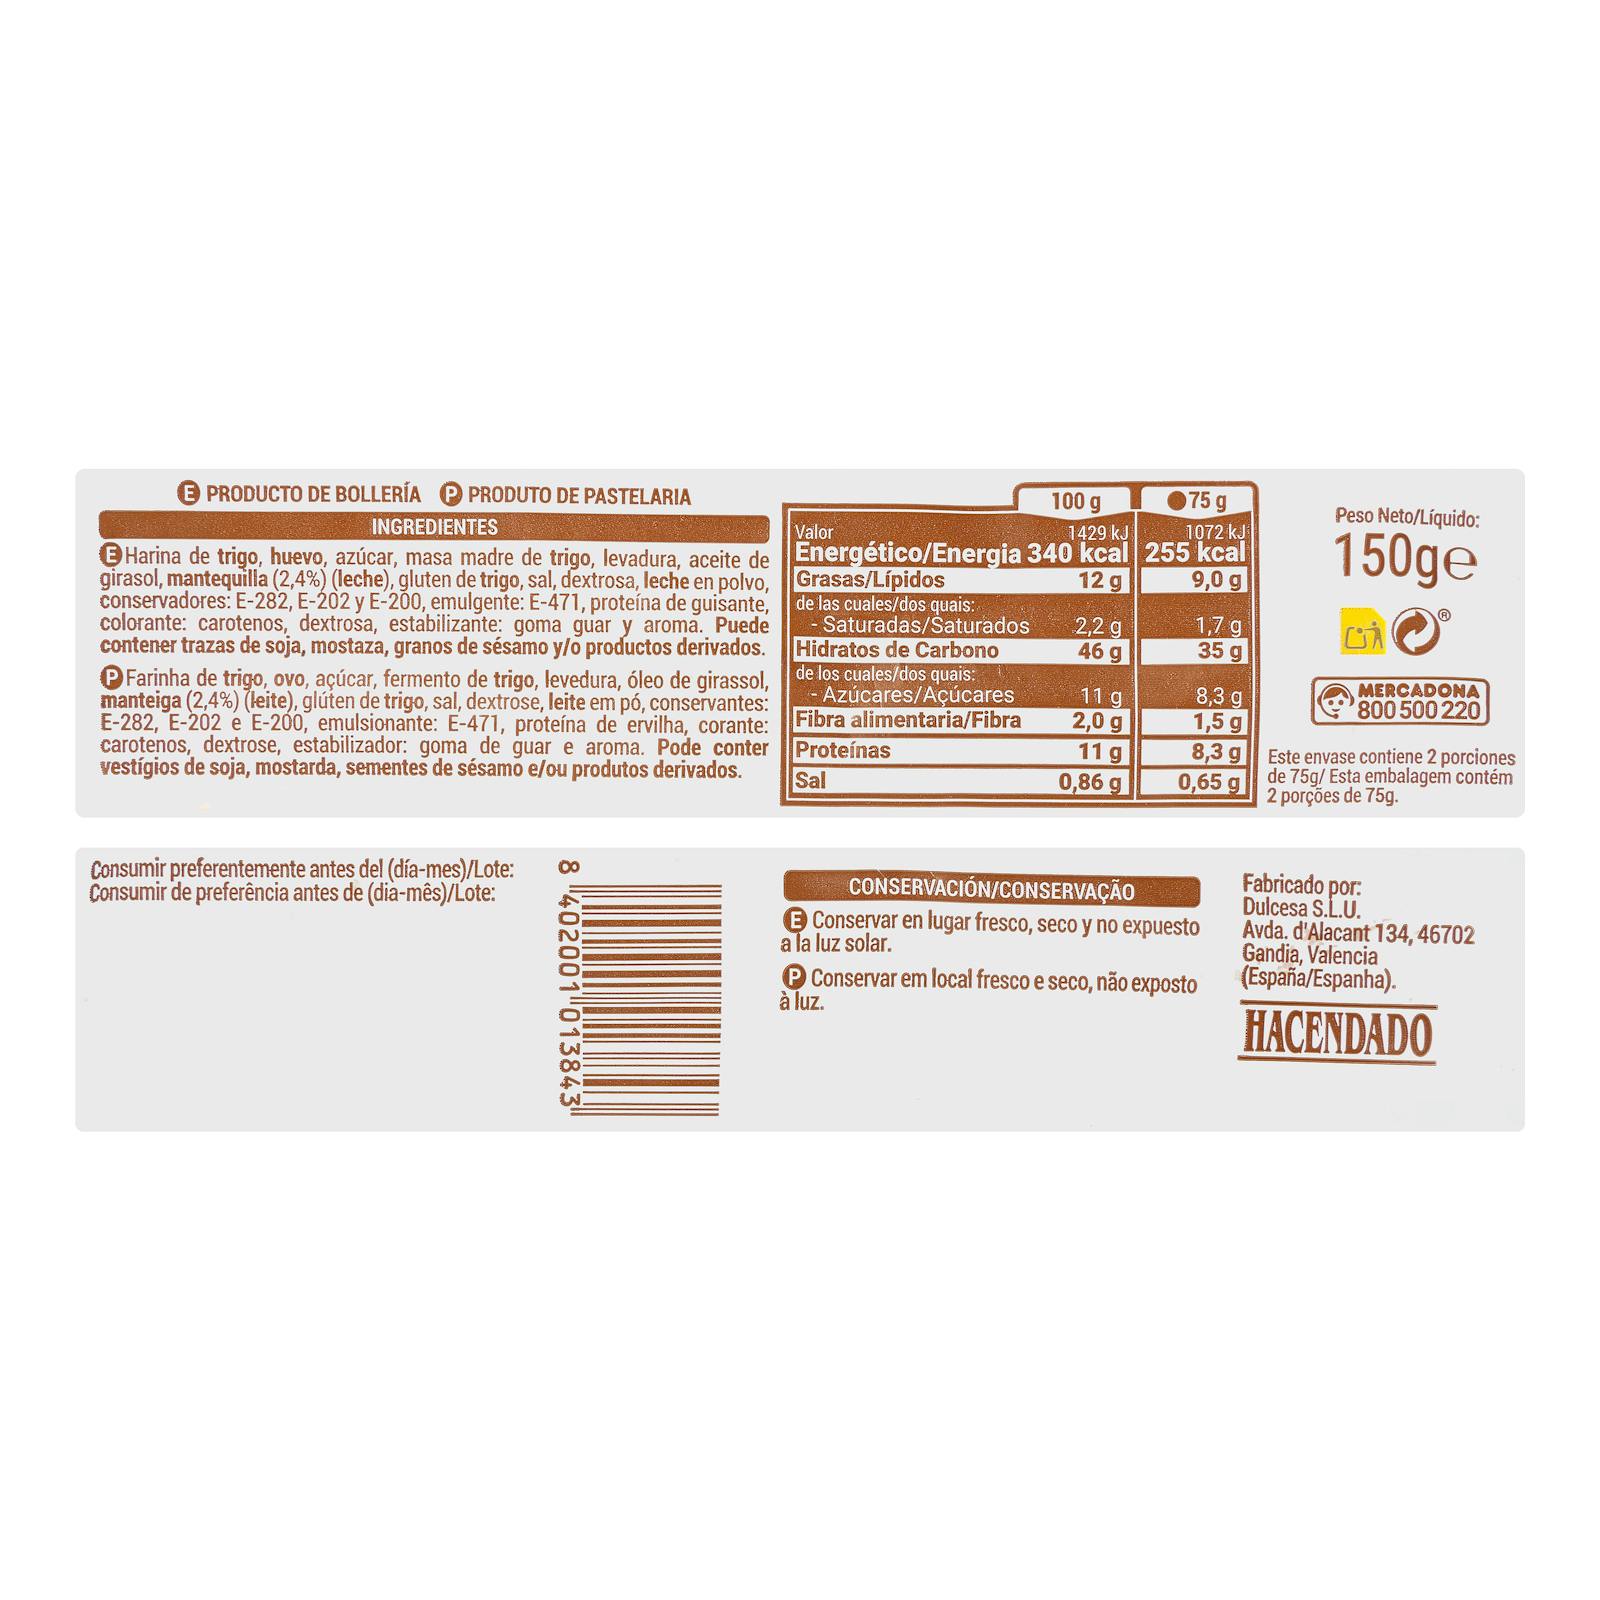 E PRODUCTO DE BOLLERÍA P PRODUTO DE PASTELARIA
INGREDIENTES
E Harina de trigo, huevo, azúcar, masa madre de trigo, levadura, aceite de
girasol, mantequilla (2,4%) (leche), gluten de trigo, sal, dextrosa, leche en polvo,
conservadores: E-282, E-202 y E-200, emulgente: E-471, proteína de guisante,
colorante: carotenos, dextrosa, estabilizante: goma guar y aroma. Puede
contener trazas de soja, mostaza, granos de sésamo y/o productos derivados.
P Farinha de trigo, ovo, açúcar, fermento de trigo, levedura, óleo de girassol,
manteiga (2,4%) (leite), glúten de trigo, sal, dextrose, leite em pó, conservantes:
E-282, E-202 e E-200, emulsionante: E-471, proteína de ervilha, corante:
carotenos, dextrose, estabilizador: goma de guar e aroma. Pode conter
vestígios de soja, mostarda, sementes de sésamo e/ou produtos derivados.
100 g 75 g
Valor 1429 kJ 1072 kJ
Energético/Energia 340 kcal 255 kcal
Grasas/Lípidos 12 g 9,0 g
de las cuales/dos quais:
- Saturadas/Saturados 2,2 g 1,7 g
Hidratos de Carbono 46 g 35 g
de los cuales/dos quais:
- Azúcares/Açúcares 11 g 8,3 g
Fibra alimentaria/Fibra 2,0 g 1,5 g
Proteínas 11 g 8,3 g
Sal 0,86 g 0,65 g
Peso Neto/Líquido:
150g e
®
MERCADONA
800 500 220
Este envase contiene 2 porciones
de 75g/ Esta embalagem contém
2 porções de 75g.
Consumir preferentemente antes del (día-mes)/Lote:
Consumir de preferência antes de (dia-mês)/Lote:
8 402001 013843
CONSERVACIÓN/CONSERVAÇÃO
E Conservar en lugar fresco, seco y no expuesto
a la luz solar.
P Conservar em local fresco e seco, não exposto
à luz.
Fabricado por:
Dulcesa S.L.U.
Avda. d'Alacant 134, 46702
Gandia, Valencia
(España/Espanha).
HACENDADO